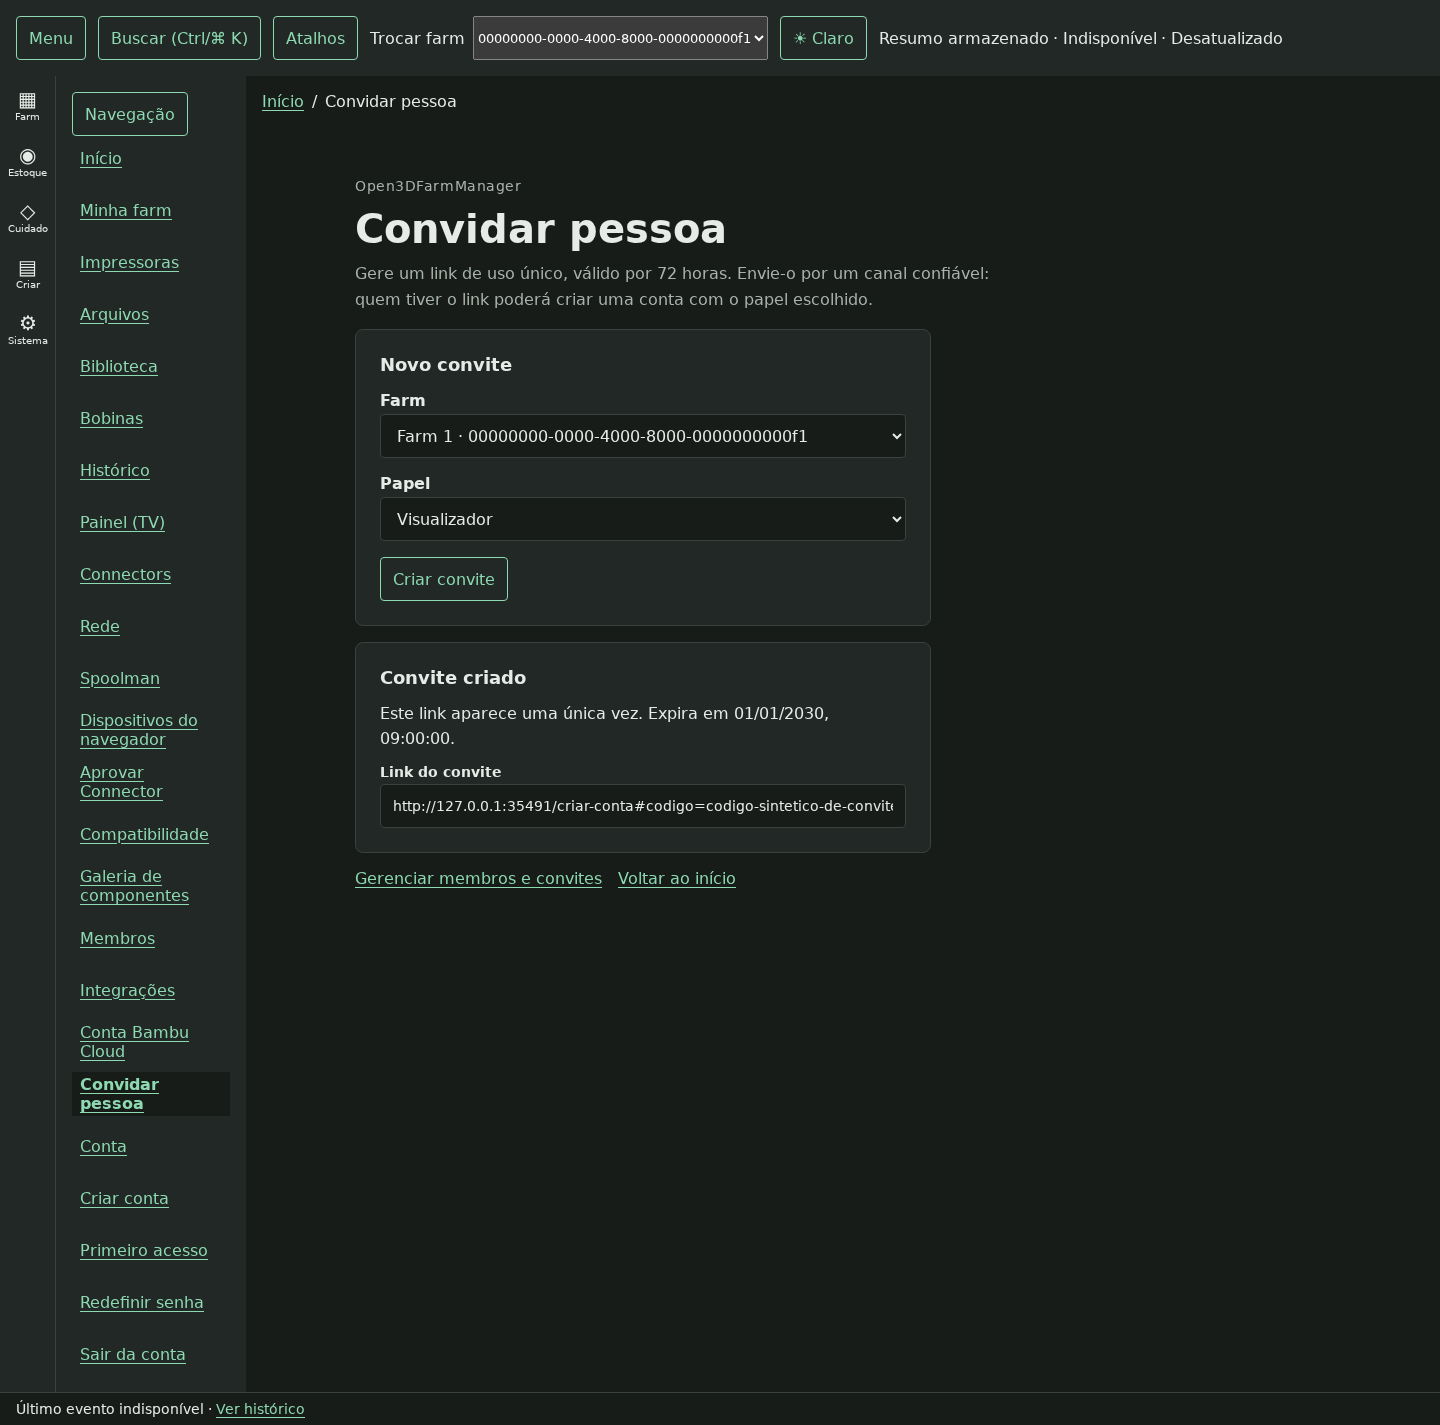 Menu
Buscar (Ctrl/⌘ K)
Atalhos
Trocar farm
00000000-0000-4000-8000-0000000000f1
☀ Claro
Resumo armazenado · Indisponível · Desatualizado
Farm
Estoque
Cuidado
Criar
Sistema
Navegação
Início
Minha farm
Impressoras
Arquivos
Biblioteca
Bobinas
Histórico
Painel (TV)
Connectors
Rede
Spoolman
Dispositivos do
navegador
Aprovar
Connector
Compatibilidade
Galeria de
componentes
Membros
Integrações
Conta Bambu
Cloud
Convidar
pessoa
Conta
Criar conta
Primeiro acesso
Redefinir senha
Sair da conta
Início / Convidar pessoa
Open3DFarmManager
Convidar pessoa
Gere um link de uso único, válido por 72 horas. Envie-o por um canal confiável:
quem tiver o link poderá criar uma conta com o papel escolhido.
Novo convite
Farm
Farm 1 · 00000000-0000-4000-8000-0000000000f1
Papel
Visualizador
Criar convite
Convite criado
Este link aparece uma única vez. Expira em 01/01/2030,
09:00:00.
Link do convite
http://127.0.0.1:35491/criar-conta#codigo=codigo-sintetico-de-convite
Gerenciar membros e convites
Voltar ao início
Último evento indisponível · Ver histórico